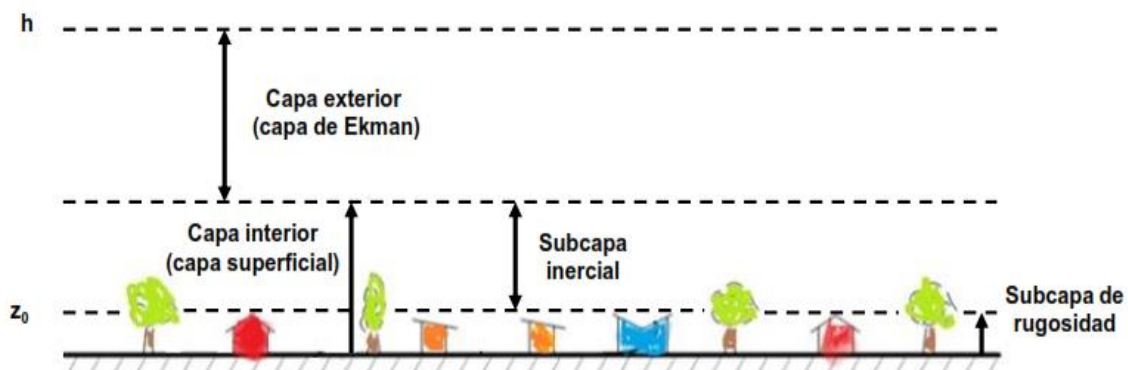 h
Capa exterior
(capa de Ekman)
Capa interior
(capa superficial)
Subcapa
inercial
z₀
Subcapa de
rugosidad